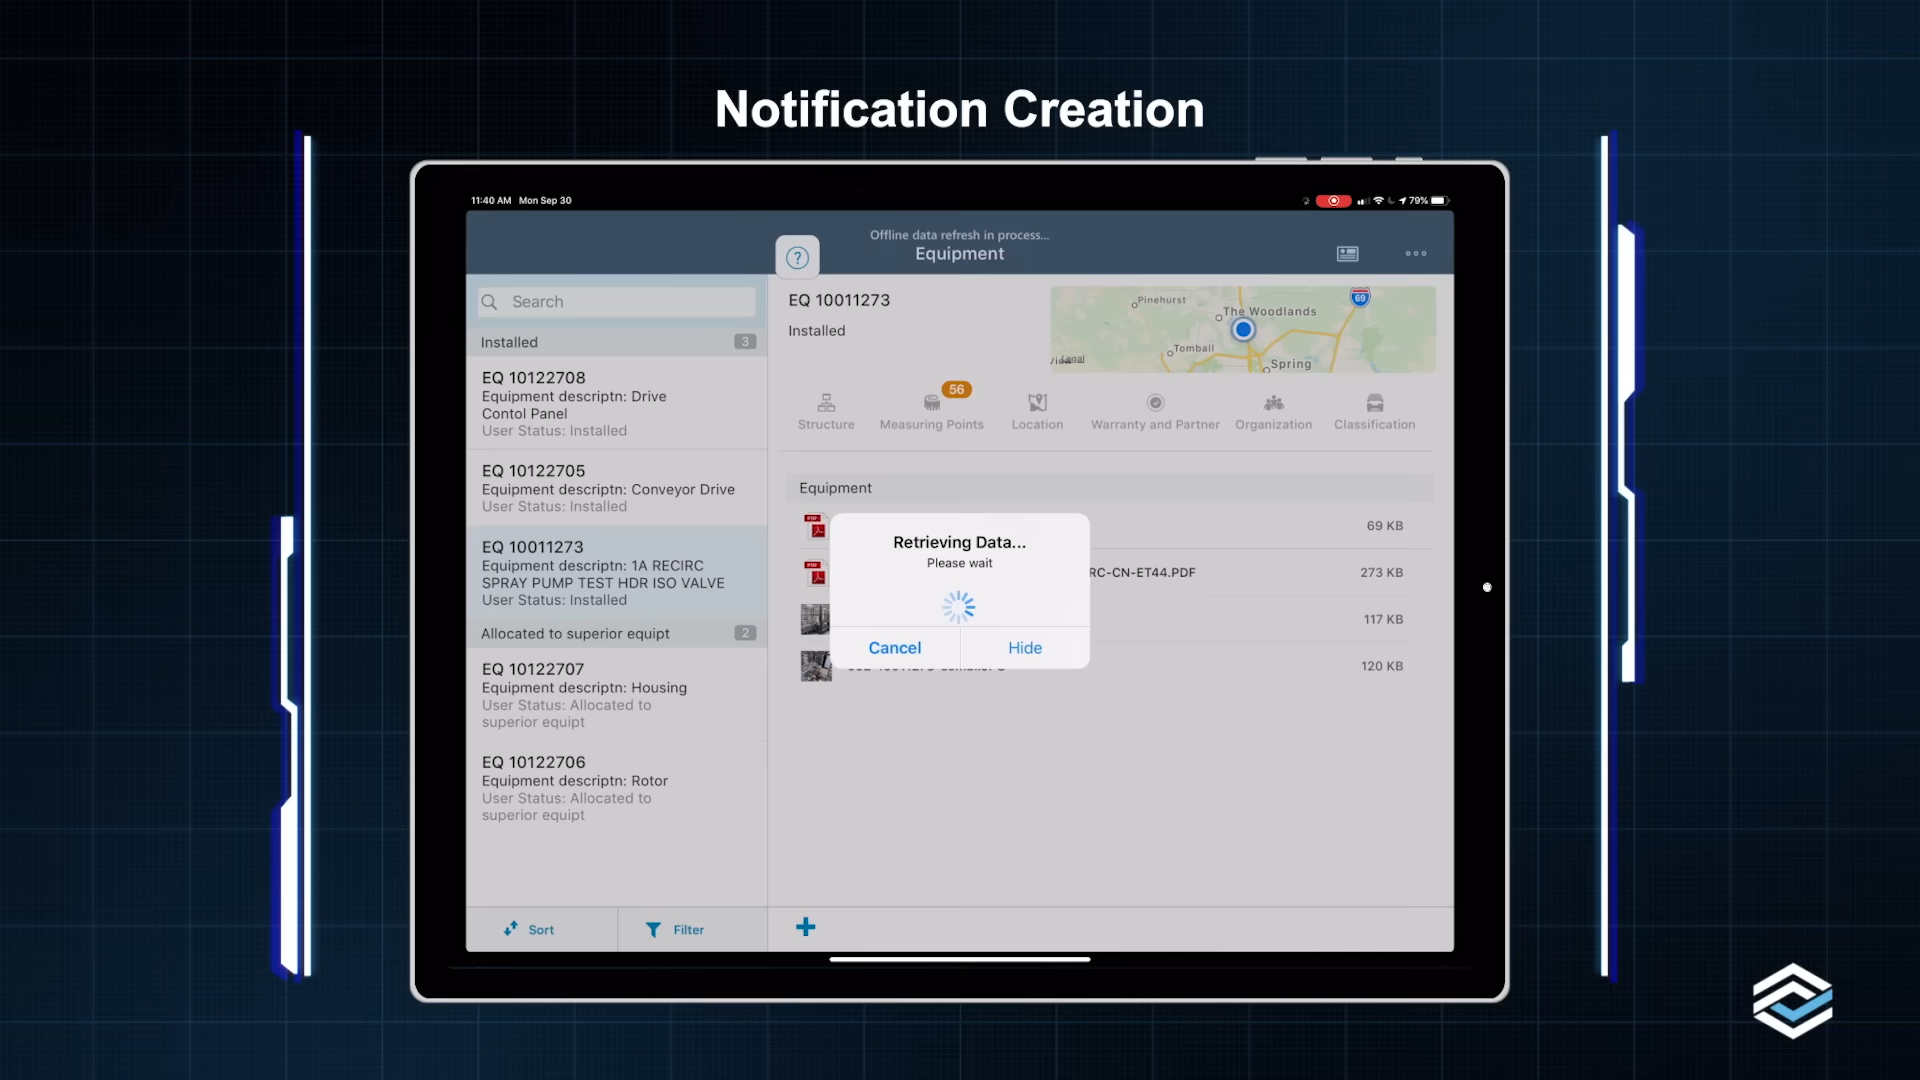 Notification Creation
11:40 AM Mon Sep 30
79%
Offline data refresh in process...
Equipment
?
Search
Installed 3
EQ 10122708
Equipment descriptn: Drive
Contol Panel
User Status: Installed
EQ 10122705
Equipment descriptn: Conveyor Drive
User Status: Installed
EQ 10011273
Equipment descriptn: 1A RECIRC
SPRAY PUMP TEST HDR ISO VALVE
User Status: Installed
Allocated to superior equipt 2
EQ 10122707
Equipment descriptn: Housing
User Status: Allocated to
superior equipt
EQ 10122706
Equipment descriptn: Rotor
User Status: Allocated to
superior equipt
Sort
Filter
EQ 10011273
Installed
Pinehurst
69
The Woodlands
Tomball
Legal
Spring
56
Structure
Measuring Points
Location
Warranty and Partner
Organization
Classification
Equipment
PDF
69 KB
PDF
RC-CN-ET44.PDF
273 KB
117 KB
120 KB
Retrieving Data...
Please wait
Cancel
Hide